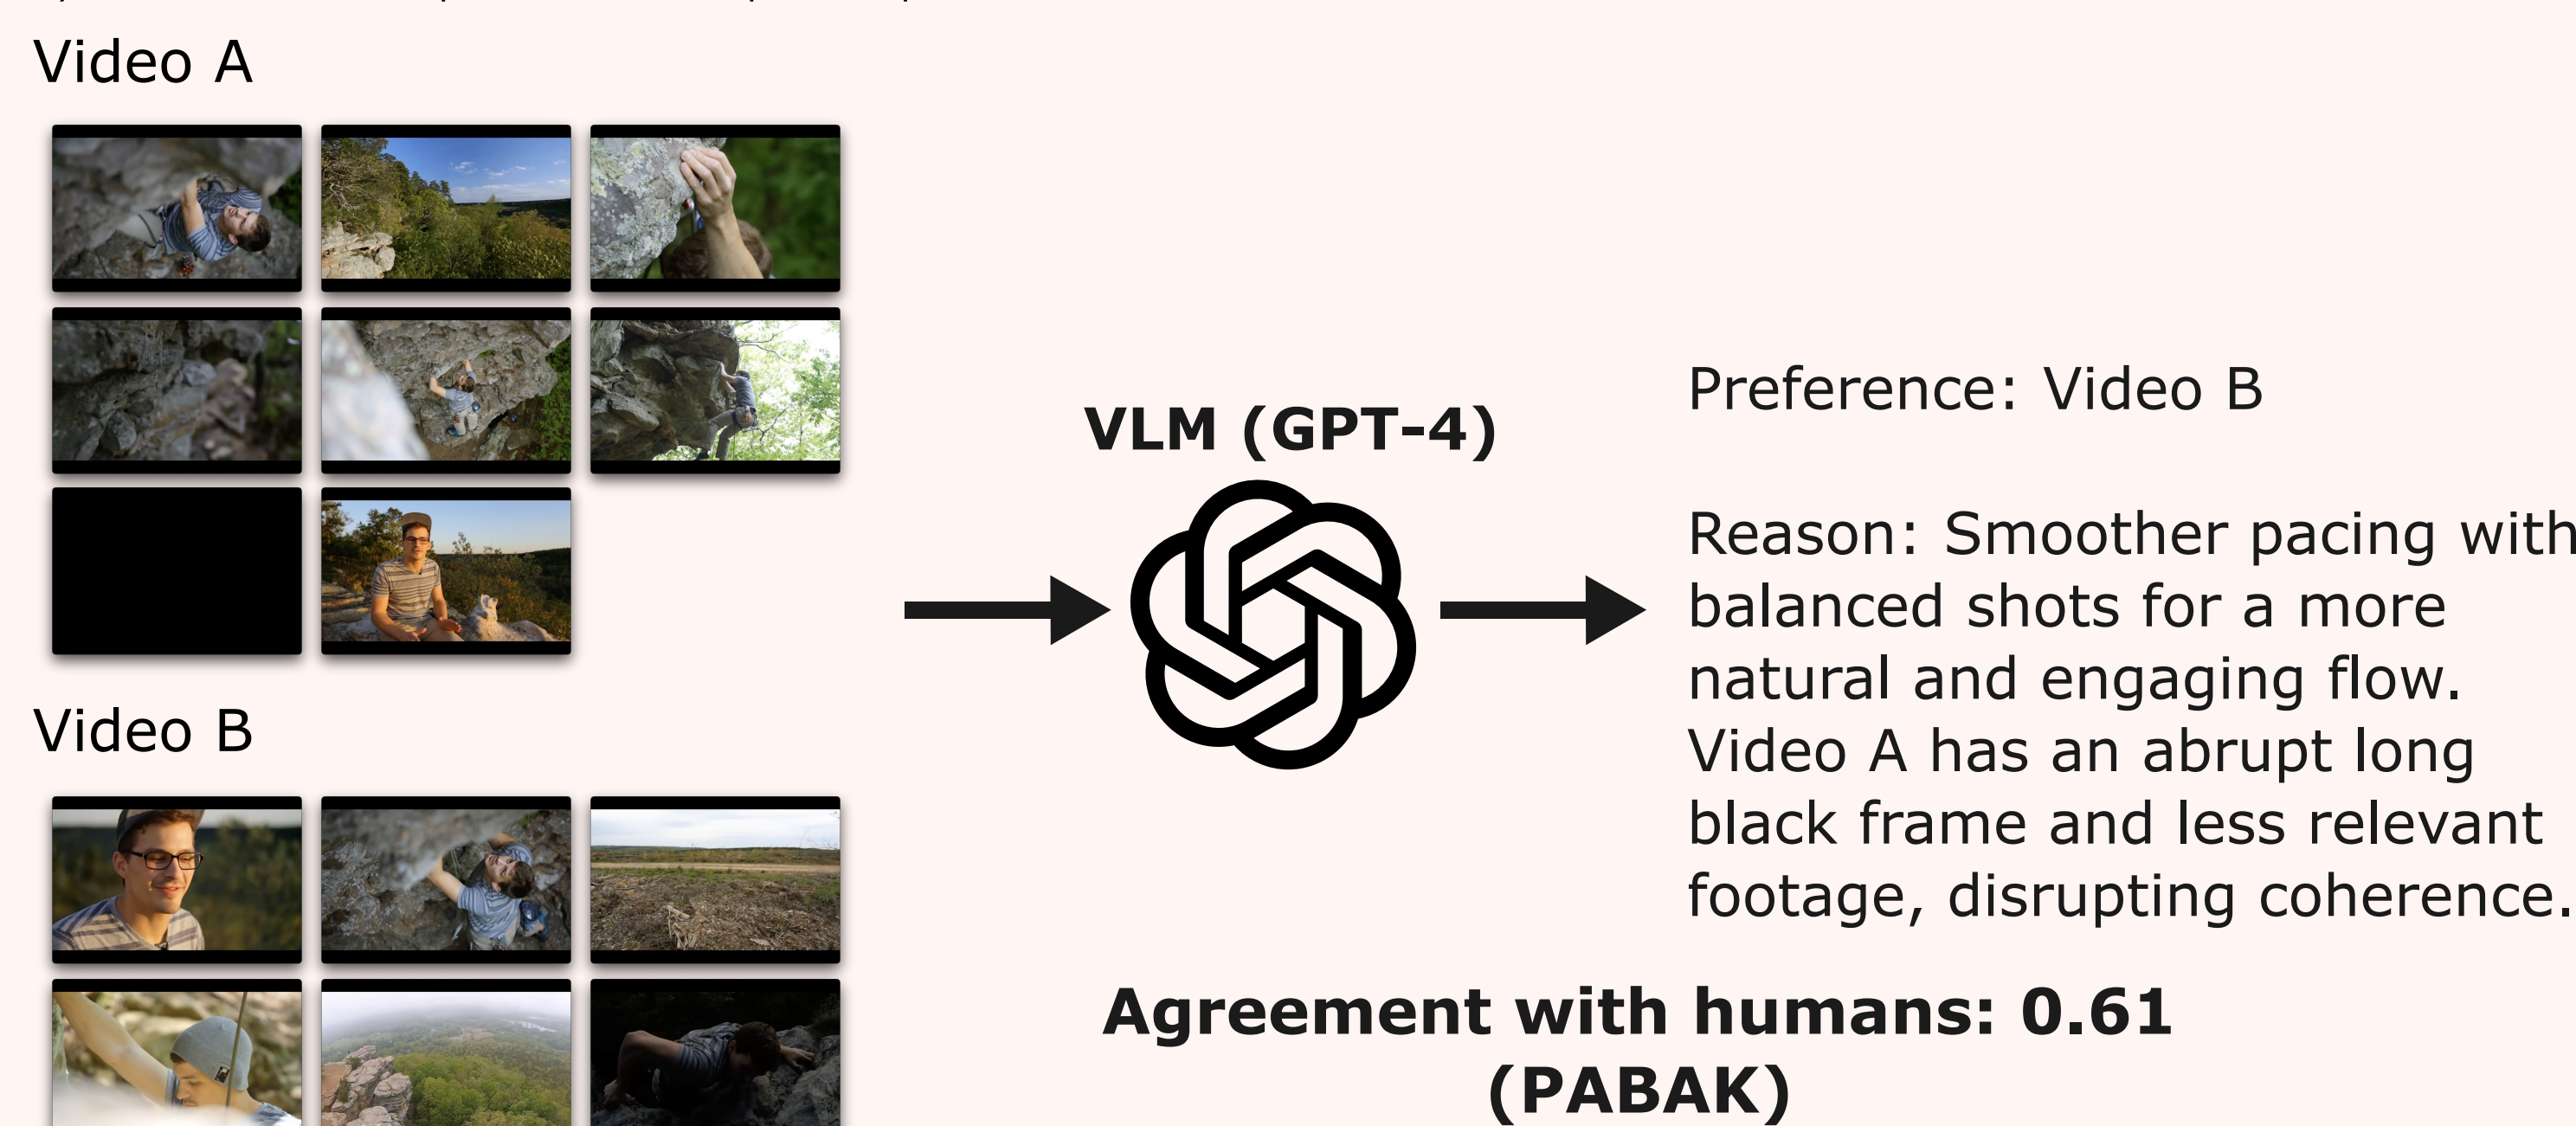 Video A
VLM (GPT-4)
Preference: Video B
Reason: Smoother pacing with
balanced shots for a more
natural and engaging flow.
Video A has an abrupt long
black frame and less relevant
footage, disrupting coherence.
Video B
Agreement with humans: 0.61
(PABAK)